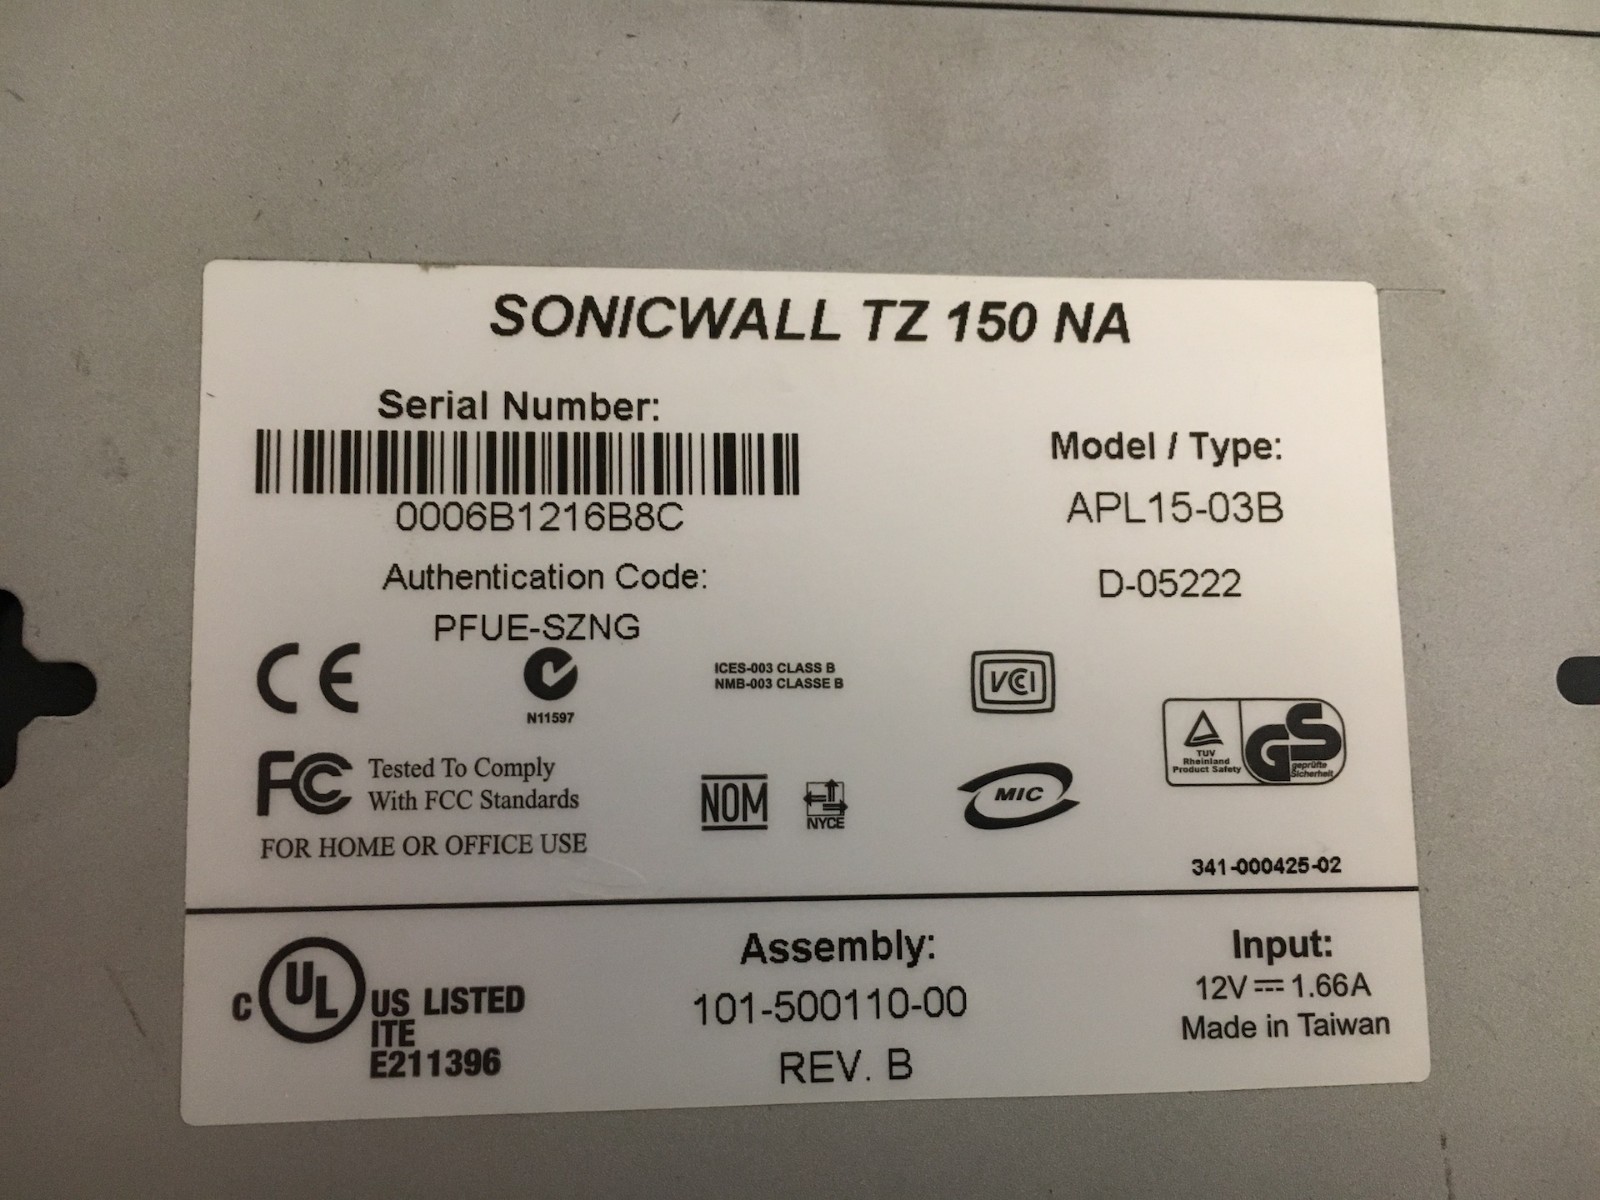 SONICWALL TZ 150 NA
Serial Number:
0006B1216B8C
Authentication Code:
PFUE-SZNG
Model / Type:
APL15-03B
D-05222
CE
N11597
ICES-003 CLASS B
NMB-003 CLASSE B
VCI
FC Tested To Comply
With FCC Standards
FOR HOME OR OFFICE USE
NOM
NYCE
MIC
TUV
Rheinland
Product Safety
GS
geprüfte
Sicherheit
341-000425-02
C UL US LISTED
ITE
E211396
Assembly:
101-500110-00
REV. B
Input:
12V⎓1.66A
Made in Taiwan